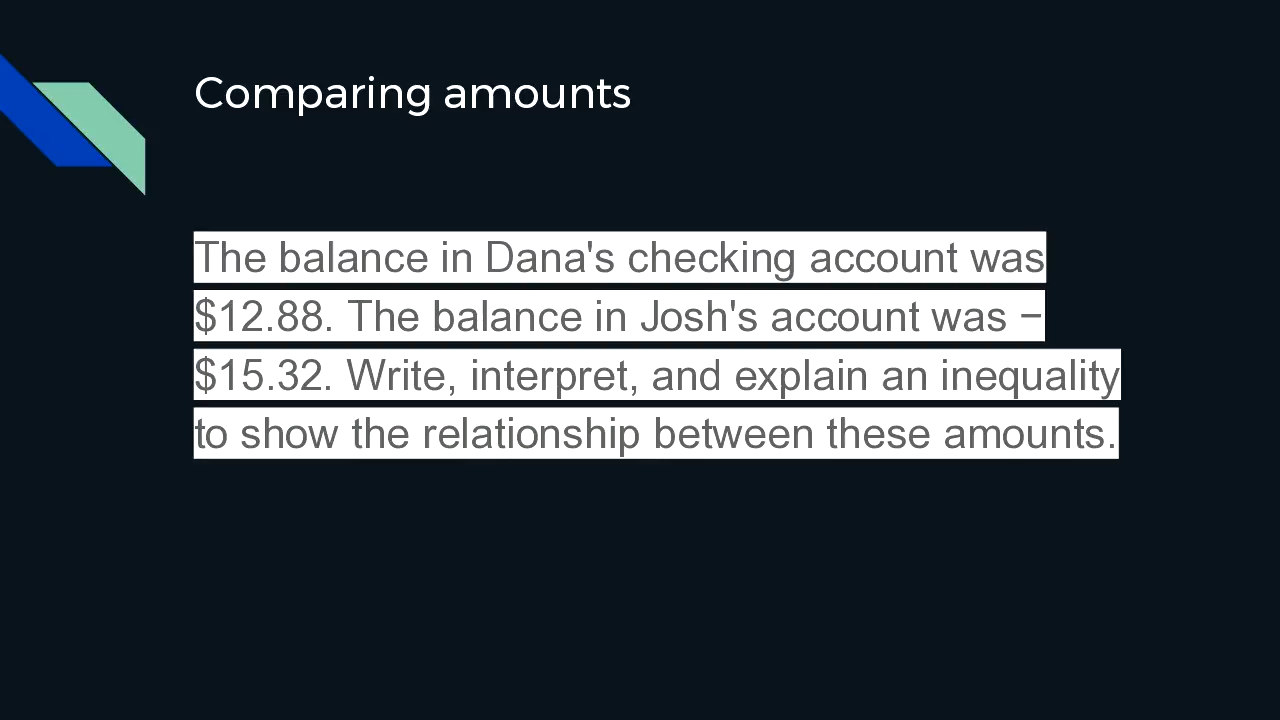 Comparing amounts
The balance in Dana's checking account was
$12.88. The balance in Josh's account was −
$15.32. Write, interpret, and explain an inequality
to show the relationship between these amounts.